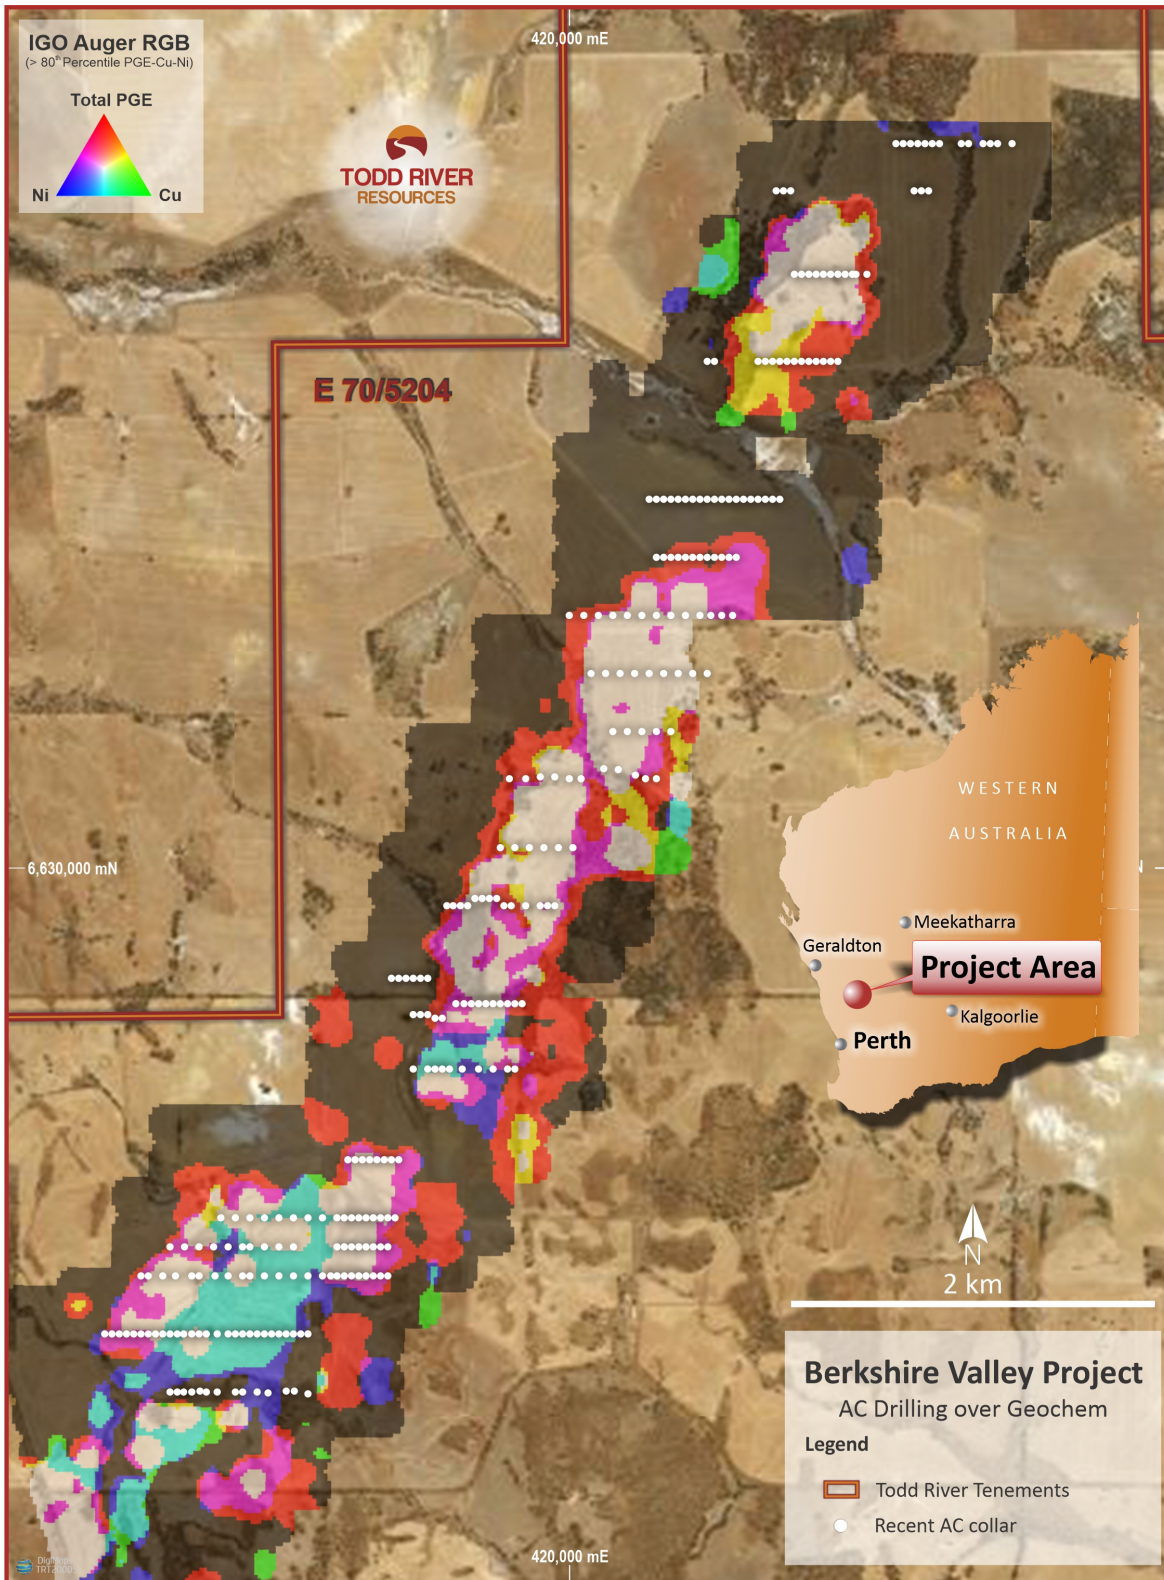 IGO Auger RGB
(> 80th Percentile PGE-Cu-Ni)
Total PGE
Ni
Cu
420,000 mE
TODD RIVER
RESOURCES
E 70/5204
6,630,000 mN
N
WESTERN
AUSTRALIA
Meekatharra
Geraldton
Project Area
Kalgoorlie
Perth
N
2 km
Berkshire Valley Project
AC Drilling over Geochem
Legend
Todd River Tenements
Recent AC collar
420,000 mE